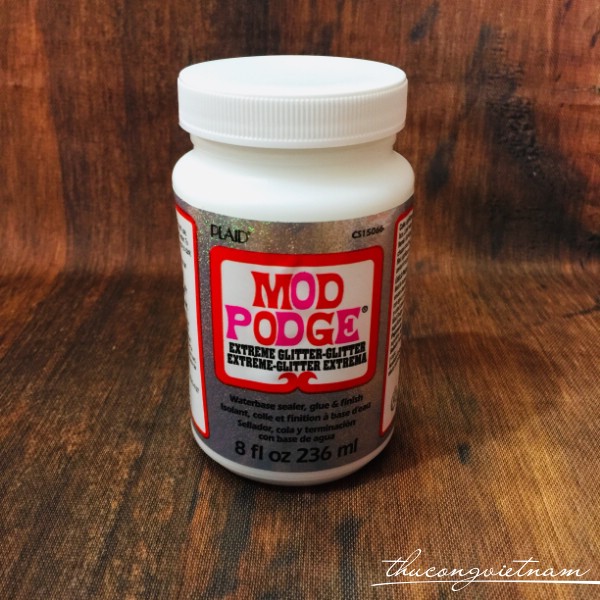 PLAID® CS15066
MOD
PODGE®
EXTREME GLITTER-GLITTER
EXTREME-GLITTER EXTREMA
Waterbase sealer, glue & finish
Isolant, colle et finition à base d'eau
Sellador, cola y terminación
con base de agua
8 fl oz 236 ml
thucongvietnam